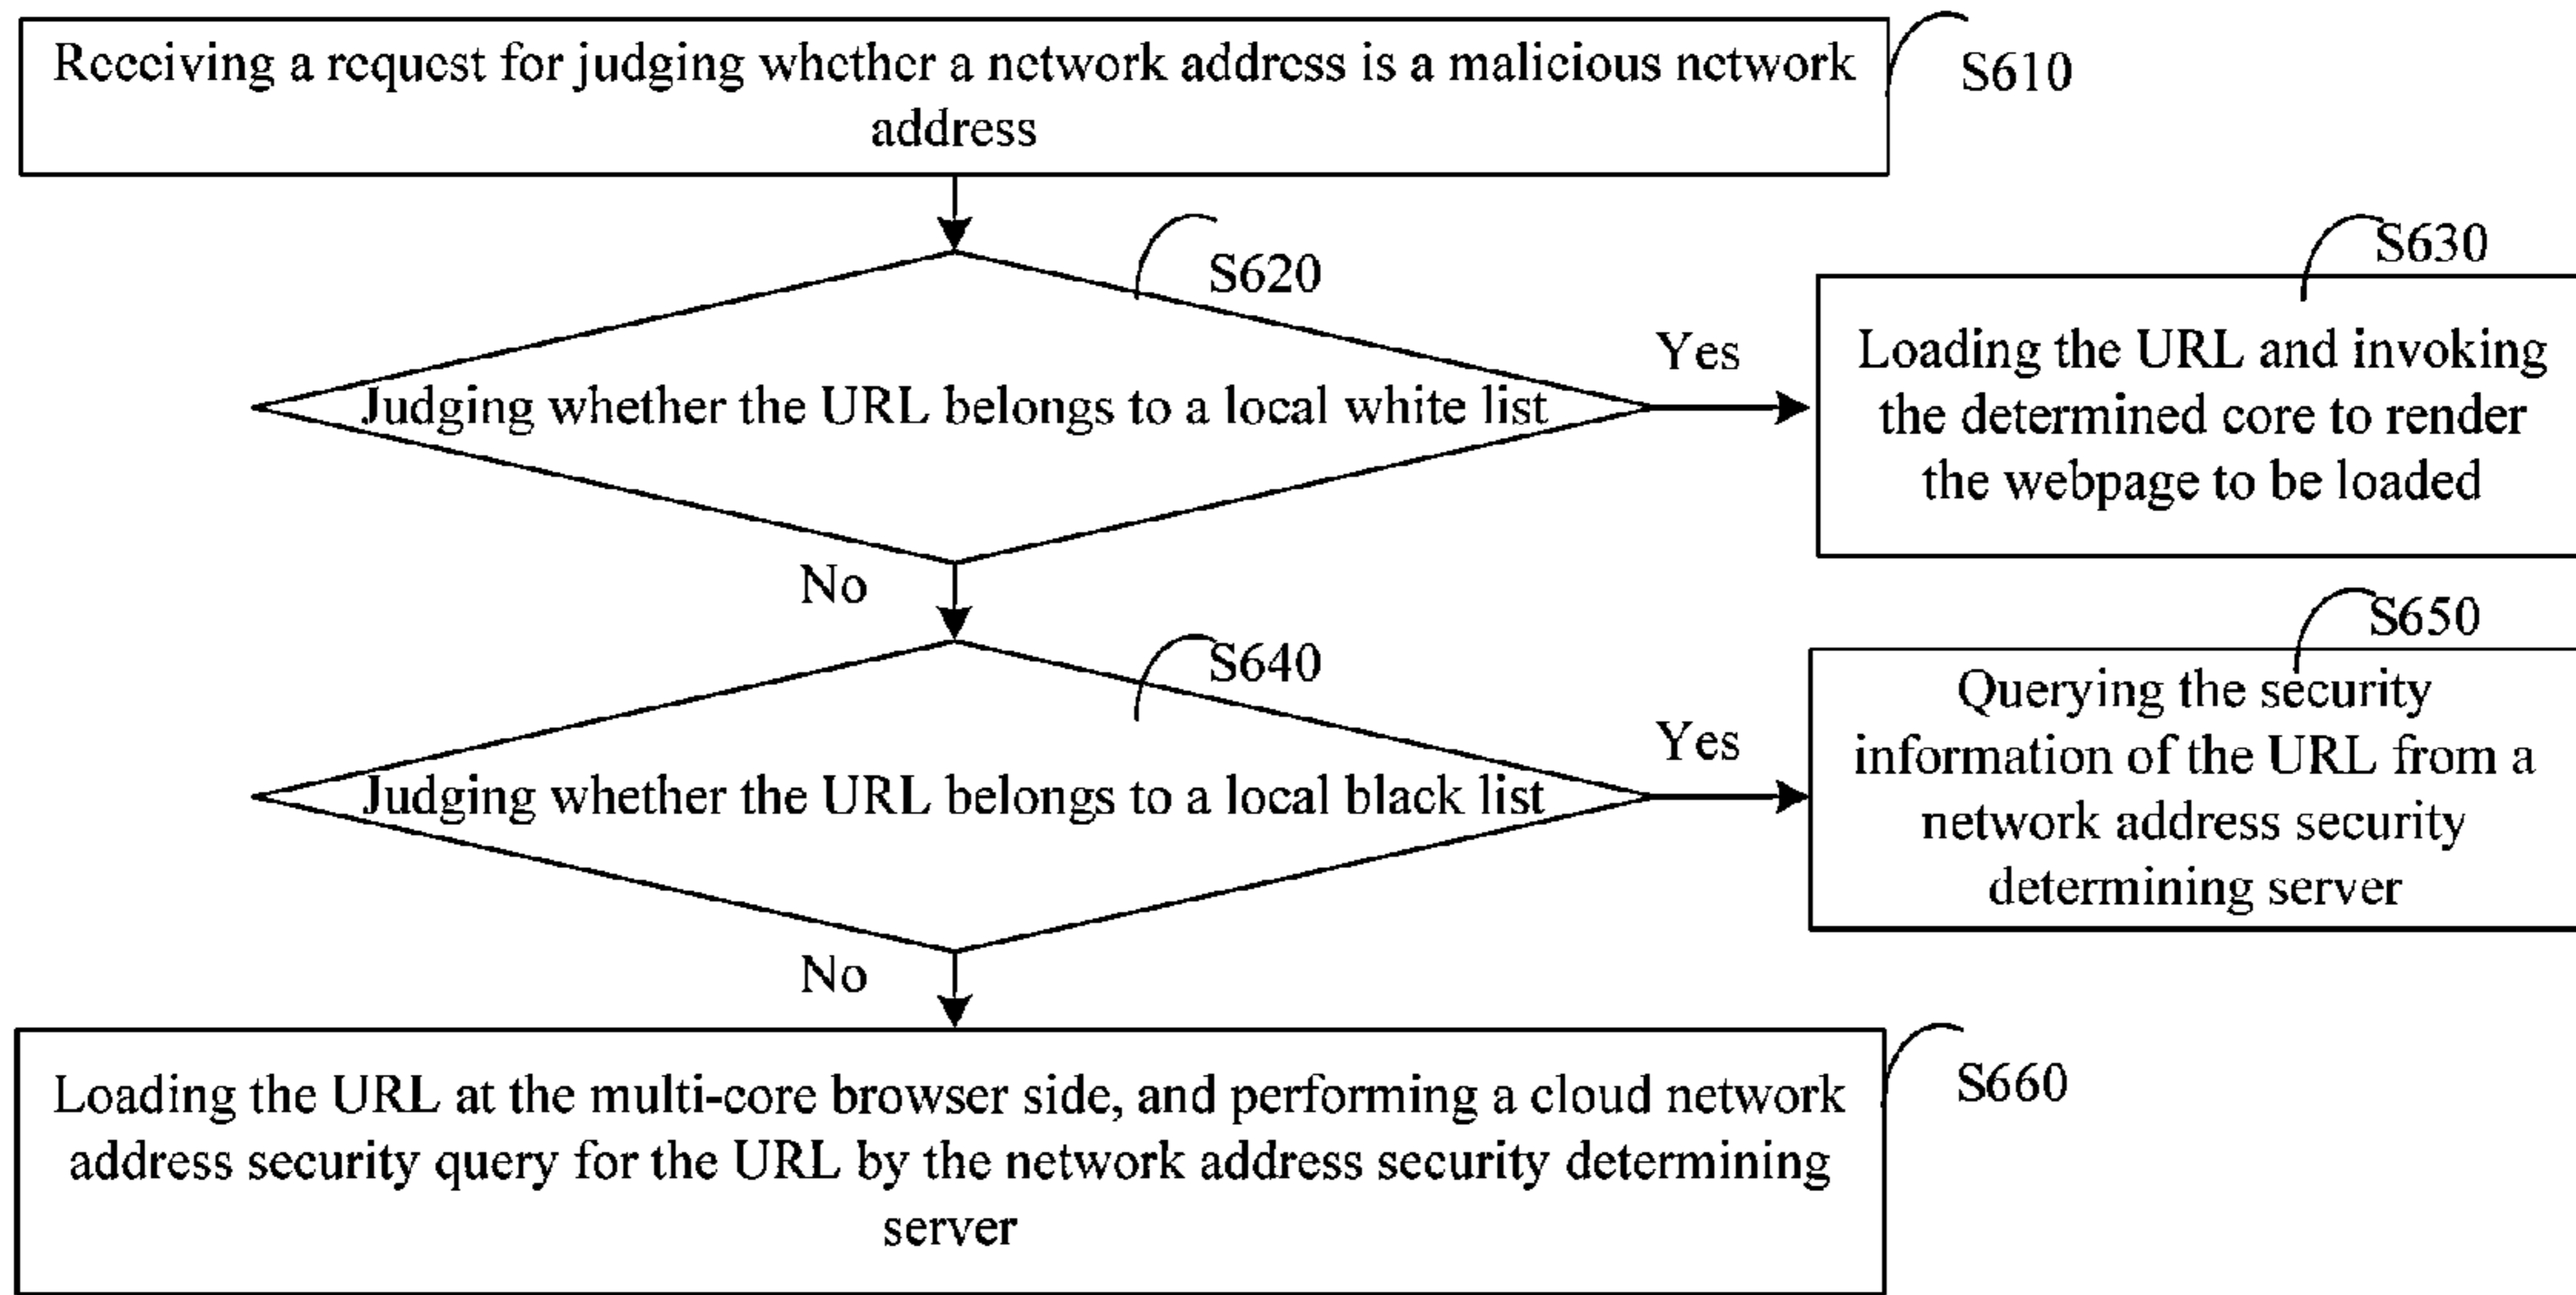 Receiving a request for judging whether a network address is a malicious network
address
S610
S620
Judging whether the URL belongs to a local white list
Yes
S630
Loading the URL and invoking
the determined core to render
the webpage to be loaded
No
S640
Judging whether the URL belongs to a local black list
Yes
S650
Querying the security
information of the URL from a
network address security
determining server
No
Loading the URL at the multi-core browser side, and performing a cloud network
address security query for the URL by the network address security determining
server
S660